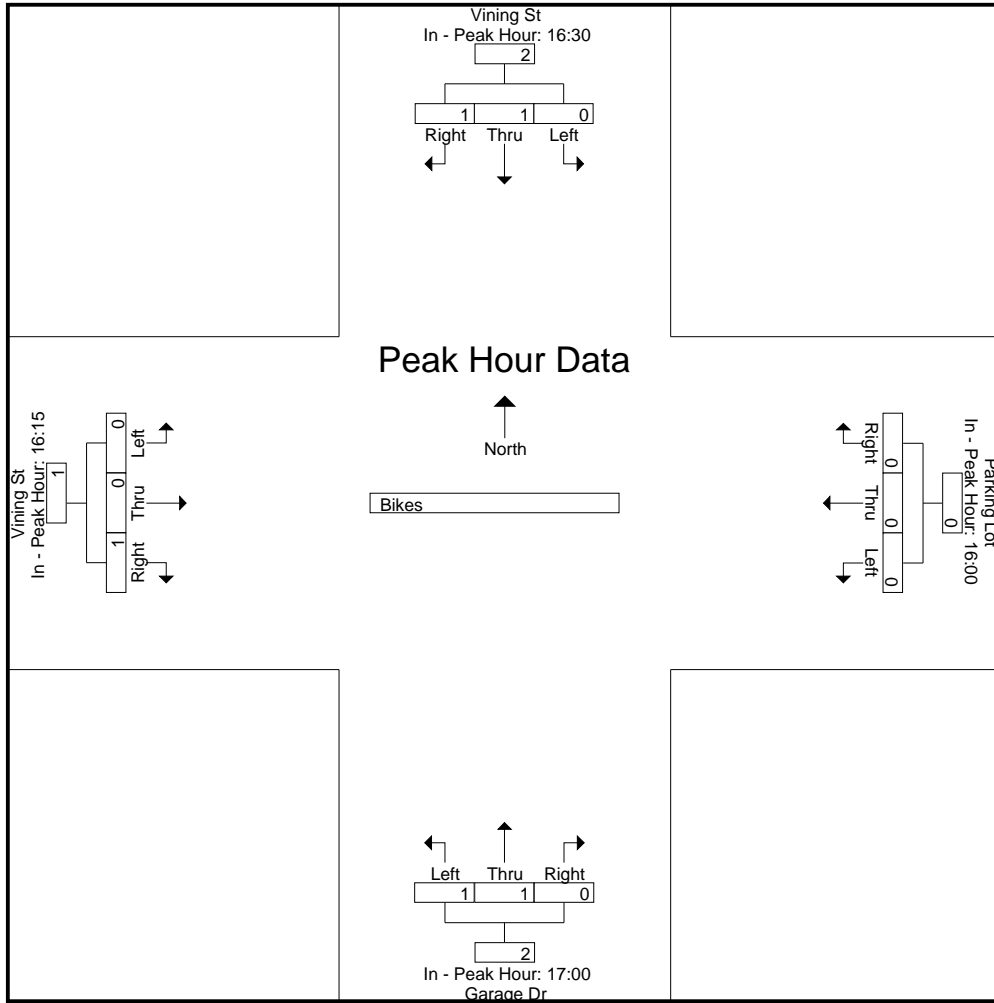 Vining St
In - Peak Hour: 16:30
2
1 1 0
Right Thru Left
Peak Hour Data
North
Bikes
Vining St
In - Peak Hour: 16:15
1
0 0 1
Left Thru Right
Parking Lot
In - Peak Hour: 16:00
0
0 0 0
Right Thru Left
Left Thru Right
1 1 0
2
In - Peak Hour: 17:00
Garage Dr